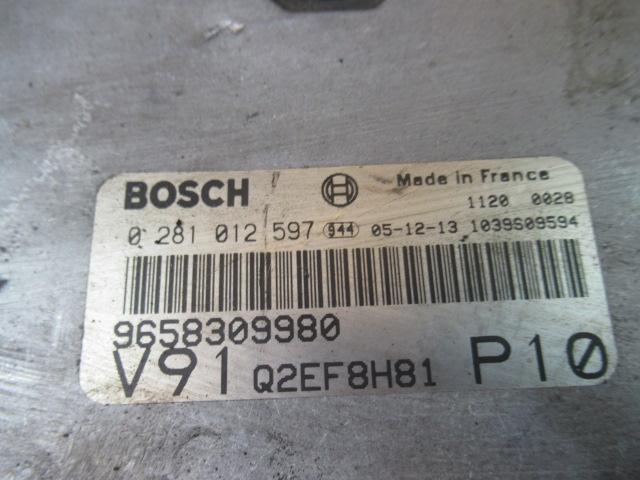 BOSCH Made in France
1120 0028
0 281 012 597 944 05-12-13 1039S09594
9658309980
V91 Q2EF8H81 P10